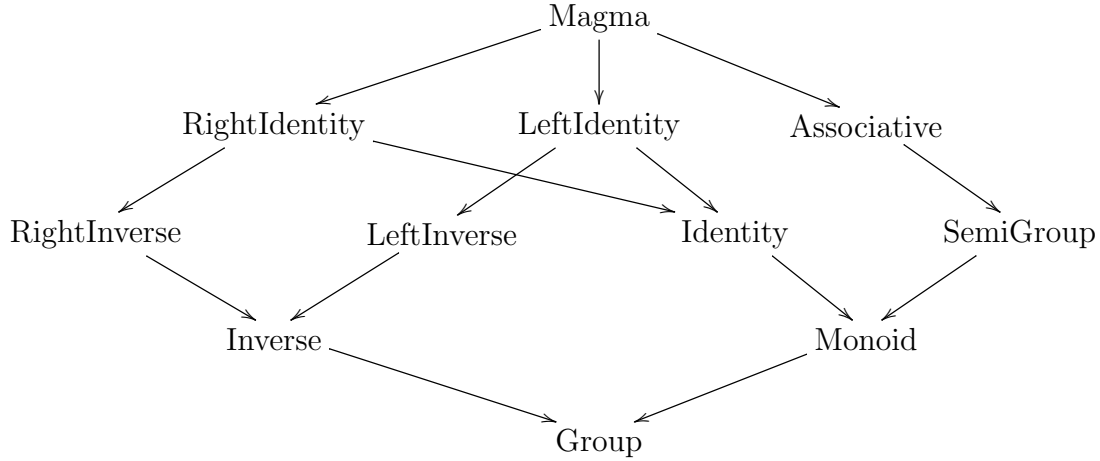 Magma
RightIdentity LeftIdentity Associative
RightInverse LeftInverse Identity SemiGroup
Inverse Monoid
Group